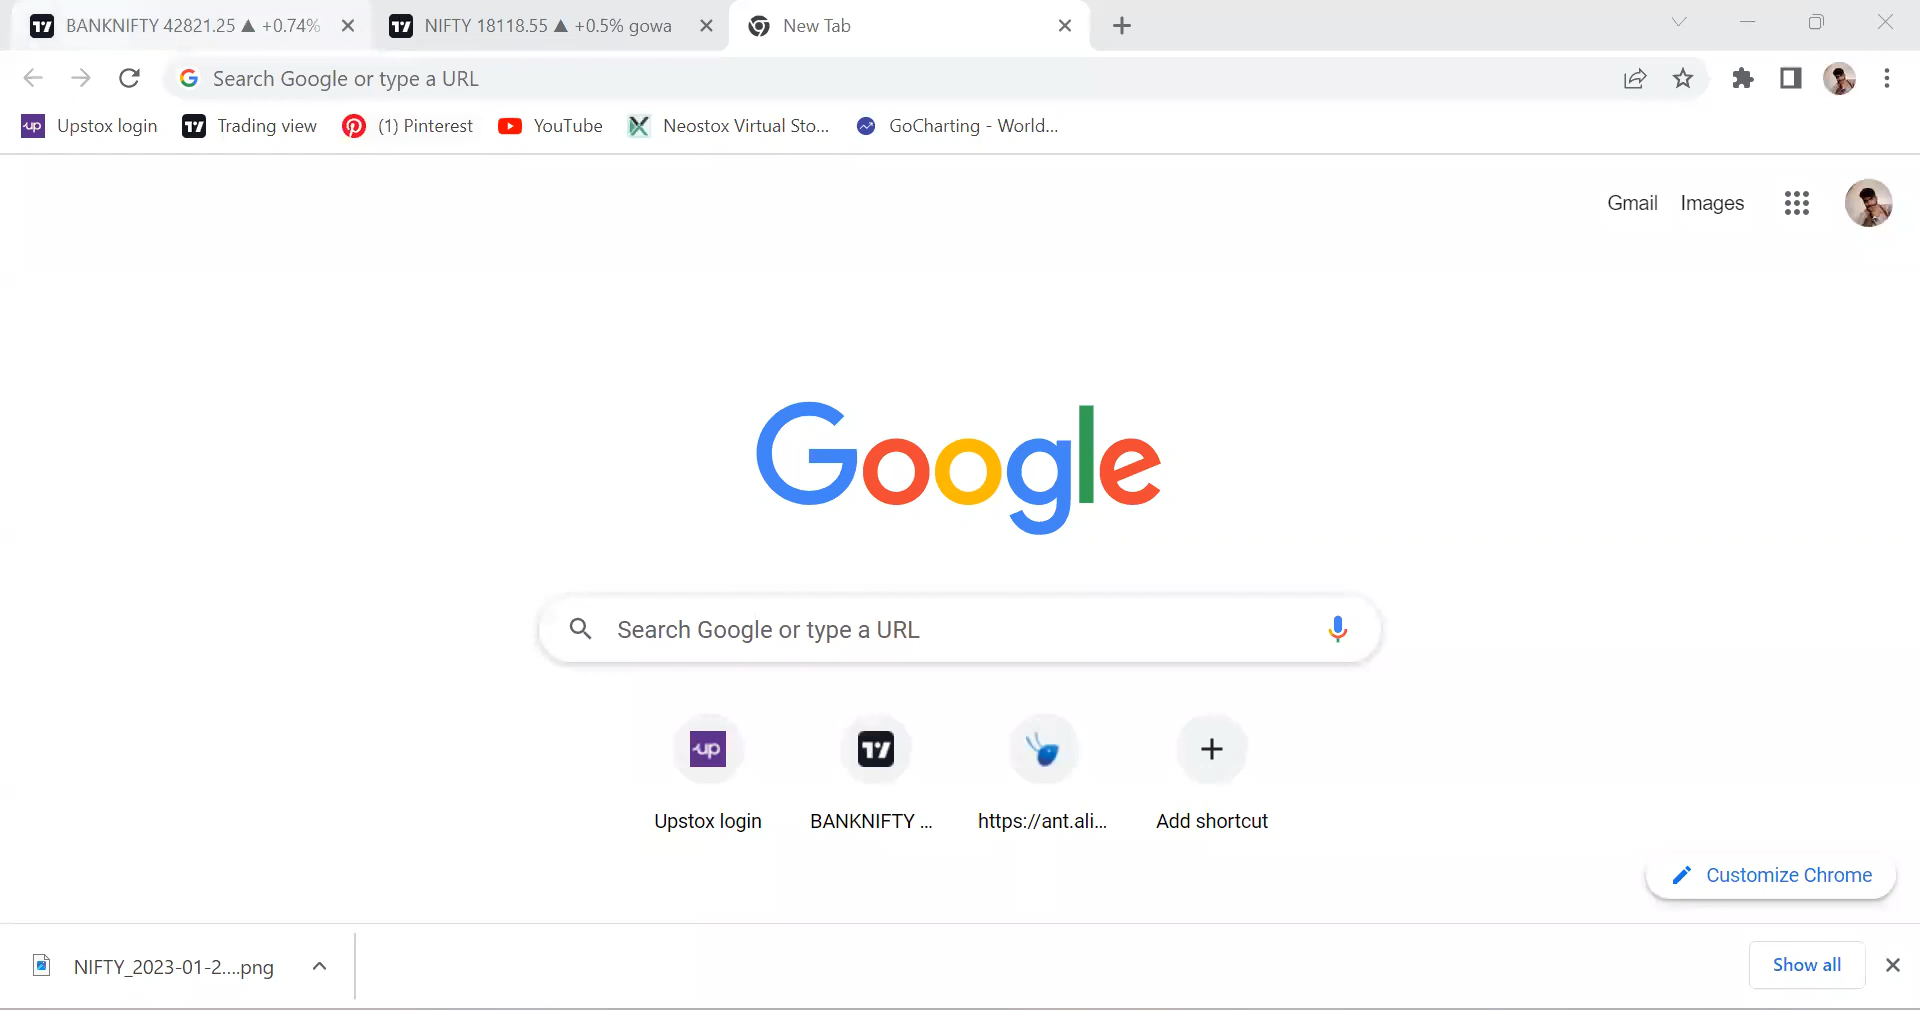 BANKNIFTY 42821.25 ▲ +0.74%
NIFTY 18118.55 ▲ +0.5% gowa
New Tab
Search Google or type a URL
up Upstox login
Trading view
(1) Pinterest
YouTube
Neostox Virtual Sto...
GoCharting - World...
Gmail
Images
Google
Search Google or type a URL
up
Upstox login
BANKNIFTY ...
https://ant.ali...
Add shortcut
Customize Chrome
NIFTY_2023-01-2....png
Show all